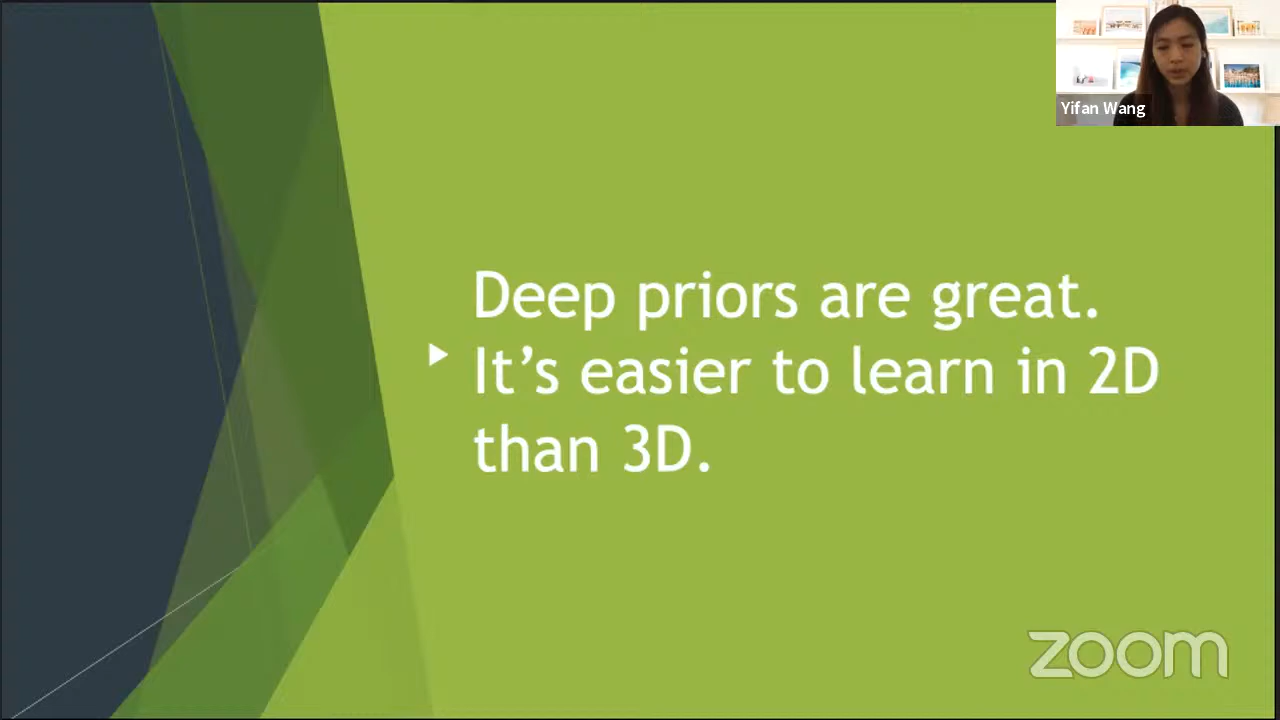 Yifan Wang
Deep priors are great.
It's easier to learn in 2D
than 3D.
zoom